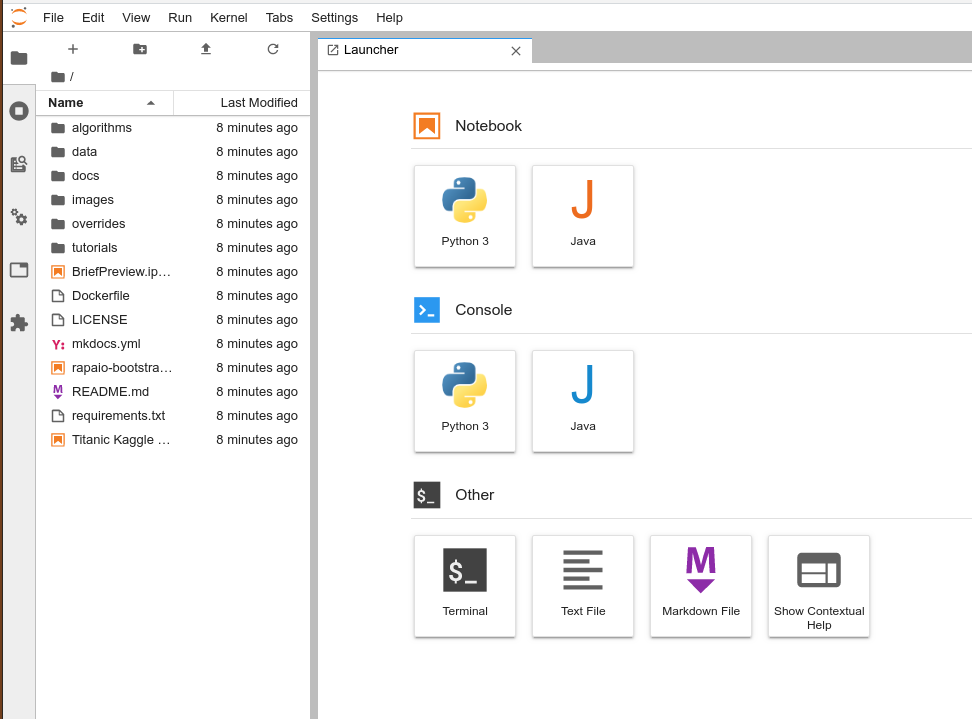 File Edit View Run Kernel Tabs Settings Help
Launcher
/
Name Last Modified
algorithms 8 minutes ago
data 8 minutes ago
docs 8 minutes ago
images 8 minutes ago
overrides 8 minutes ago
tutorials 8 minutes ago
BriefPreview.ip... 8 minutes ago
Dockerfile 8 minutes ago
LICENSE 8 minutes ago
Y: mkdocs.yml 8 minutes ago
rapaio-bootstra... 8 minutes ago
M README.md 8 minutes ago
requirements.txt 8 minutes ago
Titanic Kaggle ... 8 minutes ago
Notebook
J
Python 3 Java
>_ Console
J
Python 3 Java
$_ Other
$_ M
Terminal Text File Markdown File Show Contextual
Help